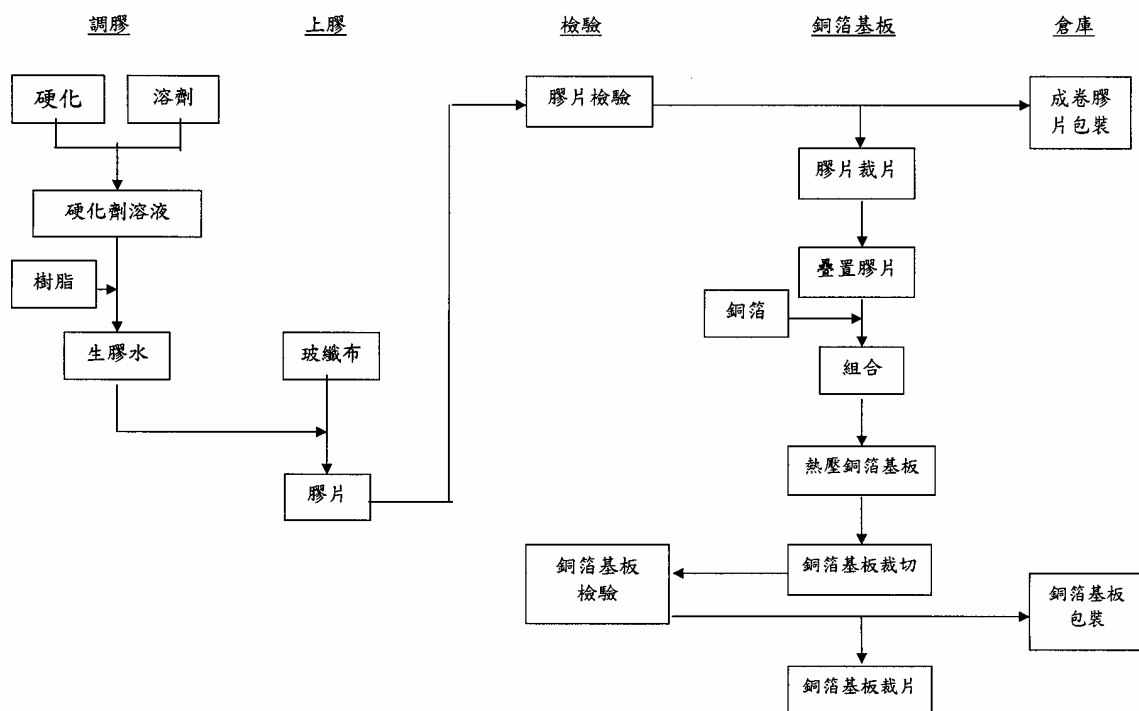 調膠
上膠
檢驗
銅箔基板
倉庫
硬化
溶劑
硬化劑溶液
樹脂
生膠水
玻纖布
膠片
膠片檢驗
成卷膠
片包裝
膠片裁片
疊置膠片
銅箔
組合
熱壓銅箔基板
銅箔基板裁切
銅箔基板
檢驗
銅箔基板
包裝
銅箔基板裁片